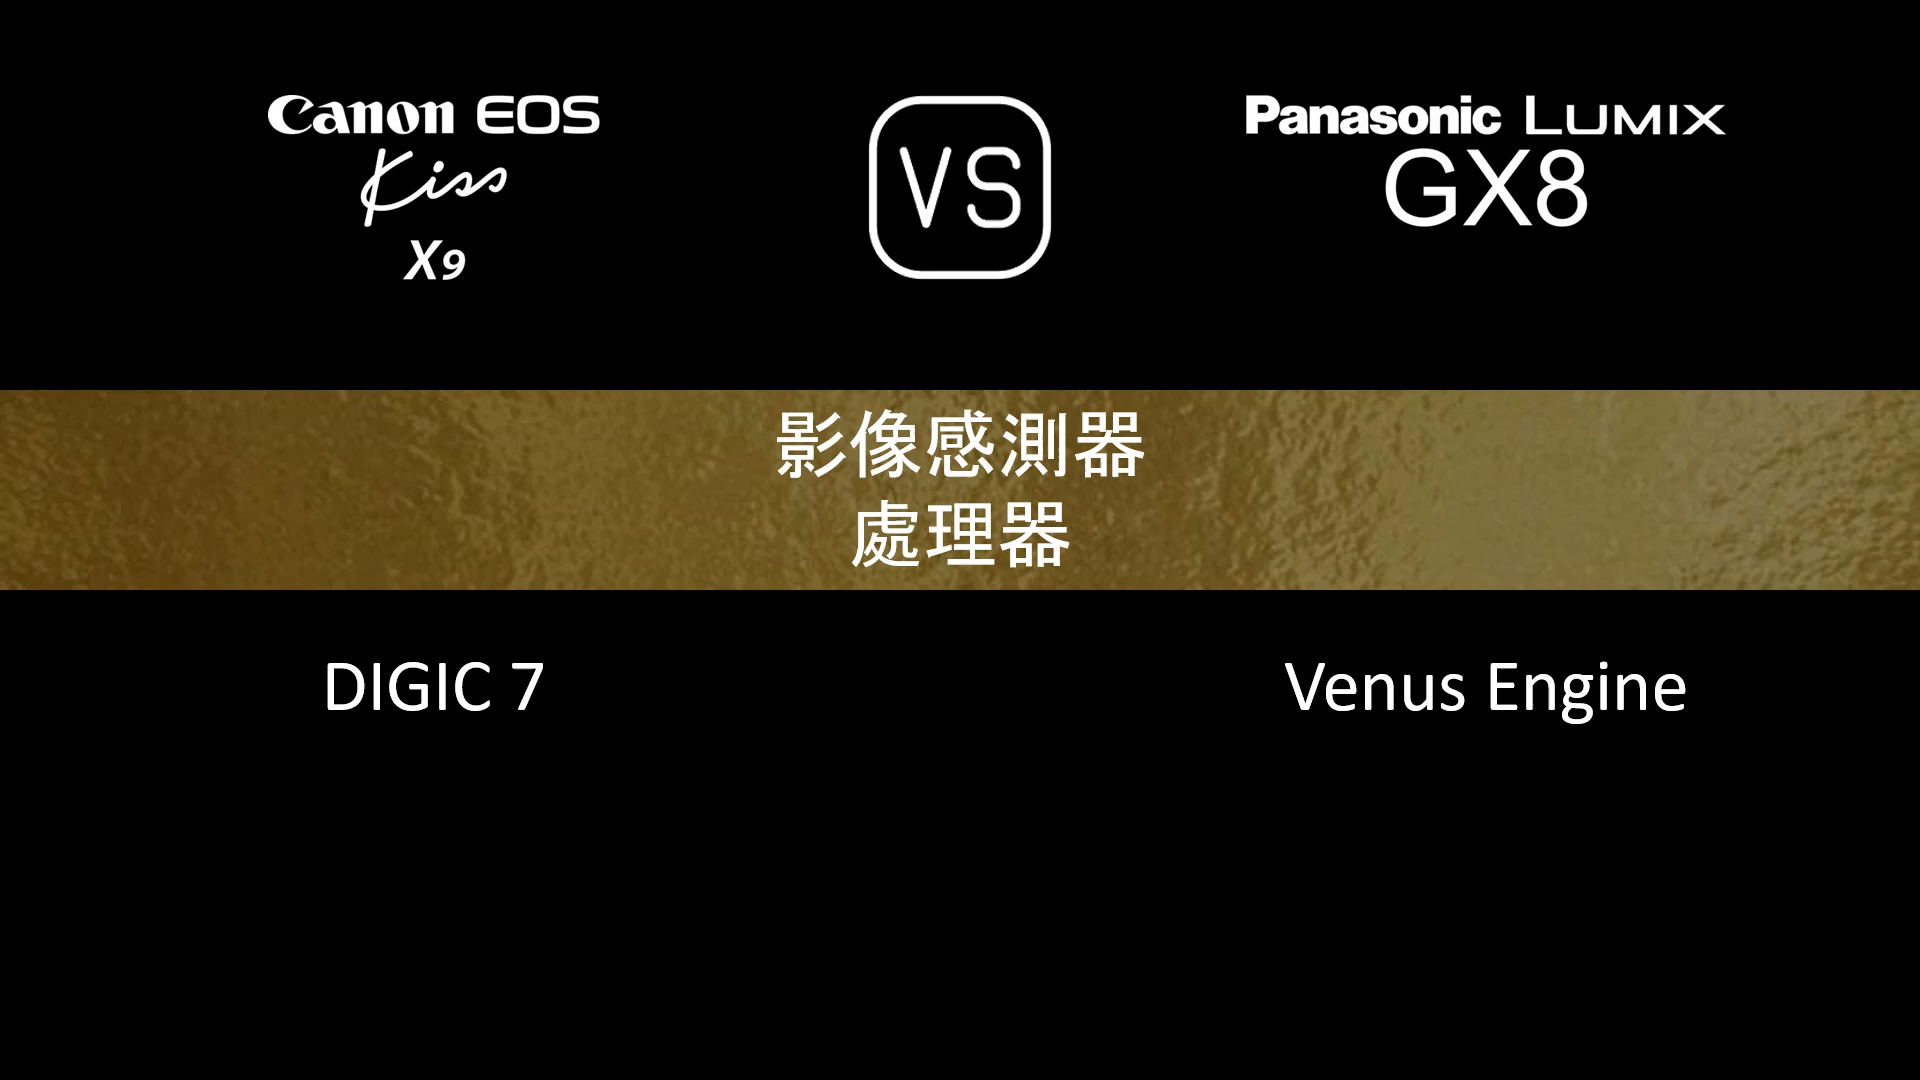 Canon EOS
Kiss
X9
VS
Panasonic LUMIX
GX8
影像感測器
處理器
DIGIC 7
Venus Engine